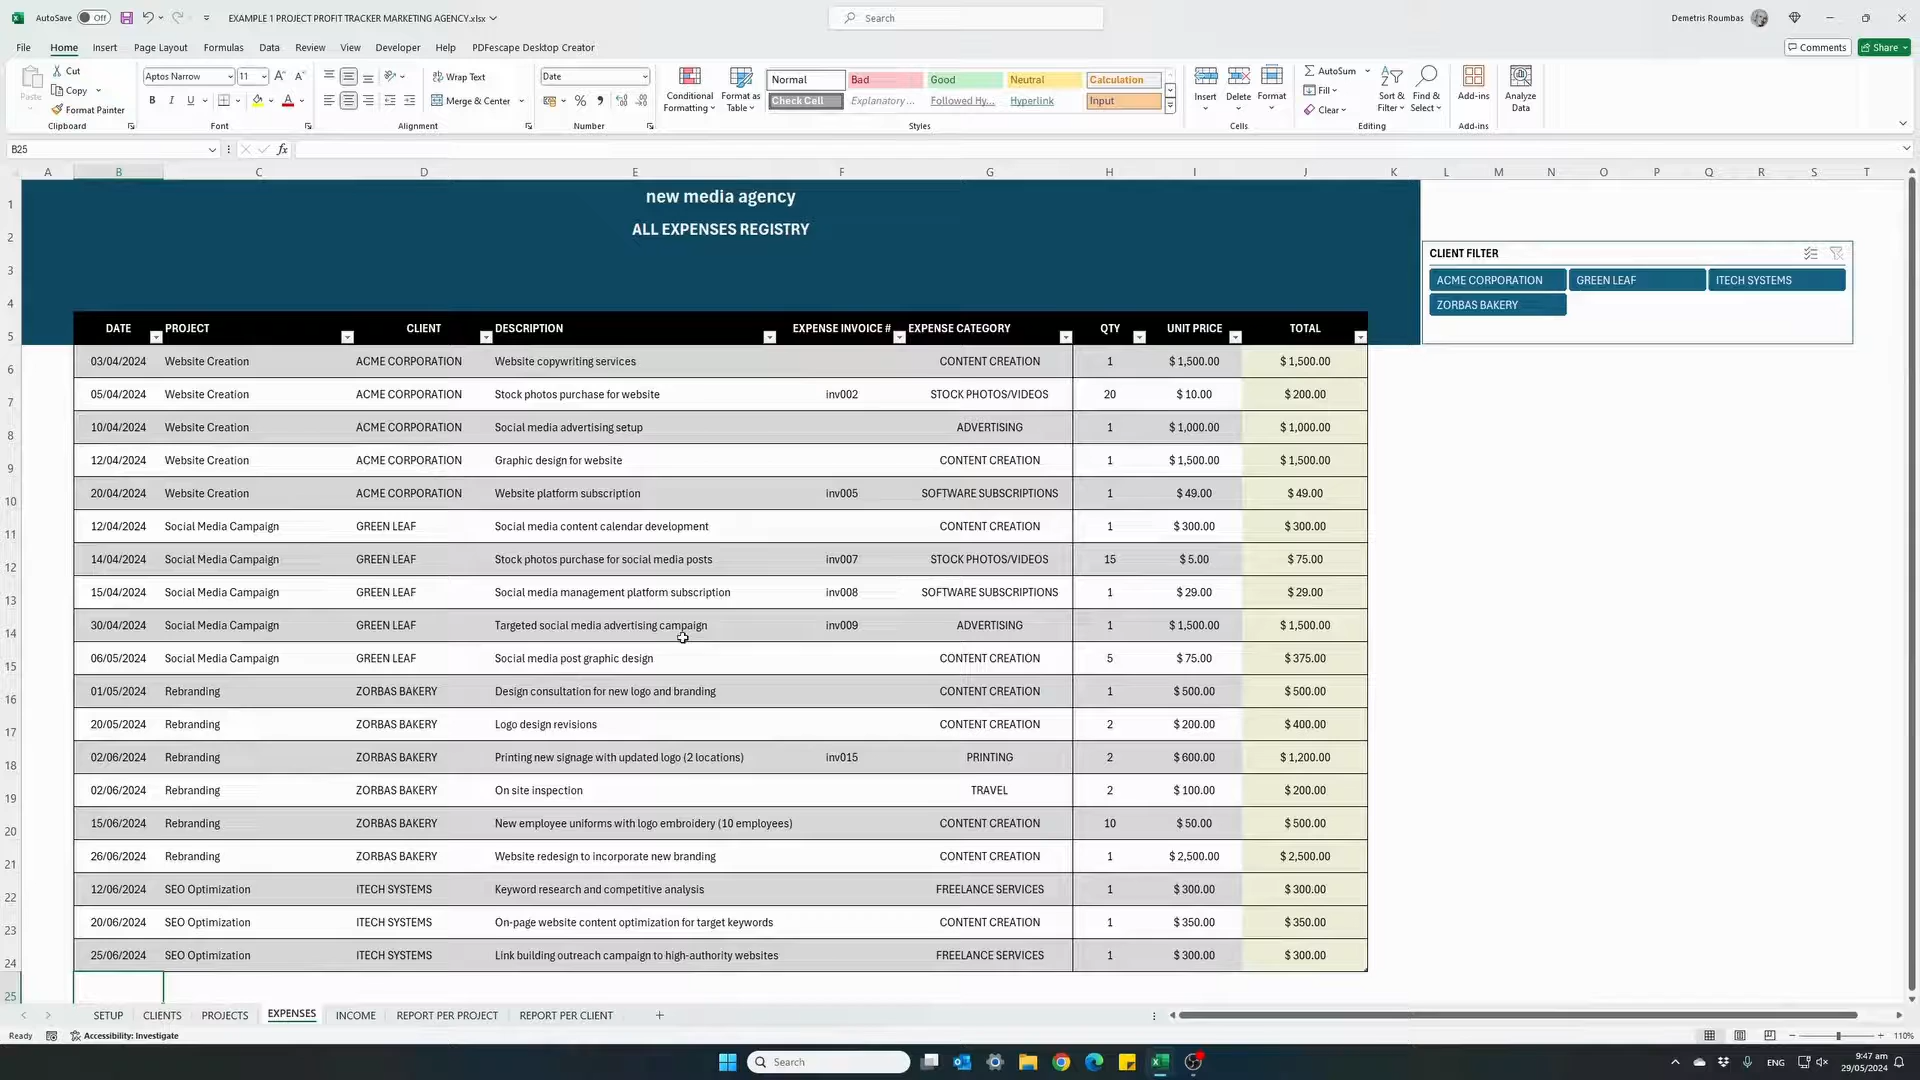 AutoSave Off EXAMPLE 1 PROJECT PROFIT TRACKER MARKETING AGENCY.xlsx Search Demetris Roumbas
File Home Insert Page Layout Formulas Data Review View Developer Help PDFescape Desktop Creator Comments Share
Paste Cut Copy Format Painter Clipboard
Aptos Narrow 11 B I U Font
Wrap Text Merge & Center Alignment
Date % Number
Conditional Formatting Format as Table
Normal Bad Good Neutral Calculation
Check Cell Explanatory ... Followed Hy... Hyperlink Input
Styles
Insert Delete Format Cells
AutoSum Fill Clear Sort & Filter Find & Select Editing
Add-ins Add-ins
Analyze Data
B25 fx
A B C D E F G H I J K L M N O P Q R S T
1 new media agency
2 ALL EXPENSES REGISTRY
3
4
CLIENT FILTER
ACME CORPORATION GREEN LEAF ITECH SYSTEMS
ZORBAS BAKERY
5 DATE PROJECT CLIENT DESCRIPTION EXPENSE INVOICE # EXPENSE CATEGORY QTY UNIT PRICE TOTAL
6 03/04/2024 Website Creation ACME CORPORATION Website copywriting services CONTENT CREATION 1 $ 1,500.00 $ 1,500.00
7 05/04/2024 Website Creation ACME CORPORATION Stock photos purchase for website inv002 STOCK PHOTOS/VIDEOS 20 $ 10.00 $ 200.00
8 10/04/2024 Website Creation ACME CORPORATION Social media advertising setup ADVERTISING 1 $ 1,000.00 $ 1,000.00
9 12/04/2024 Website Creation ACME CORPORATION Graphic design for website CONTENT CREATION 1 $ 1,500.00 $ 1,500.00
10 20/04/2024 Website Creation ACME CORPORATION Website platform subscription inv005 SOFTWARE SUBSCRIPTIONS 1 $ 49.00 $ 49.00
11 12/04/2024 Social Media Campaign GREEN LEAF Social media content calendar development CONTENT CREATION 1 $ 300.00 $ 300.00
12 14/04/2024 Social Media Campaign GREEN LEAF Stock photos purchase for social media posts inv007 STOCK PHOTOS/VIDEOS 15 $ 5.00 $ 75.00
13 15/04/2024 Social Media Campaign GREEN LEAF Social media management platform subscription inv008 SOFTWARE SUBSCRIPTIONS 1 $ 29.00 $ 29.00
14 30/04/2024 Social Media Campaign GREEN LEAF Targeted social media advertising campaign inv009 ADVERTISING 1 $ 1,500.00 $ 1,500.00
15 06/05/2024 Social Media Campaign GREEN LEAF Social media post graphic design CONTENT CREATION 5 $ 75.00 $ 375.00
16 01/05/2024 Rebranding ZORBAS BAKERY Design consultation for new logo and branding CONTENT CREATION 1 $ 500.00 $ 500.00
17 20/05/2024 Rebranding ZORBAS BAKERY Logo design revisions CONTENT CREATION 2 $ 200.00 $ 400.00
18 02/06/2024 Rebranding ZORBAS BAKERY Printing new signage with updated logo (2 locations) inv015 PRINTING 2 $ 600.00 $ 1,200.00
19 02/06/2024 Rebranding ZORBAS BAKERY On site inspection TRAVEL 2 $ 100.00 $ 200.00
20 15/06/2024 Rebranding ZORBAS BAKERY New employee uniforms with logo embroidery (10 employees) CONTENT CREATION 10 $ 50.00 $ 500.00
21 26/06/2024 Rebranding ZORBAS BAKERY Website redesign to incorporate new branding CONTENT CREATION 1 $ 2,500.00 $ 2,500.00
22 12/06/2024 SEO Optimization ITECH SYSTEMS Keyword research and competitive analysis FREELANCE SERVICES 1 $ 300.00 $ 300.00
23 20/06/2024 SEO Optimization ITECH SYSTEMS On-page website content optimization for target keywords CONTENT CREATION 1 $ 350.00 $ 350.00
24 25/06/2024 SEO Optimization ITECH SYSTEMS Link building outreach campaign to high-authority websites FREELANCE SERVICES 1 $ 300.00 $ 300.00
25
SETUP CLIENTS PROJECTS EXPENSES INCOME REPORT PER PROJECT REPORT PER CLIENT
Ready Accessibility: Investigate 110%
Search ENG 9:47 am
29/05/2024